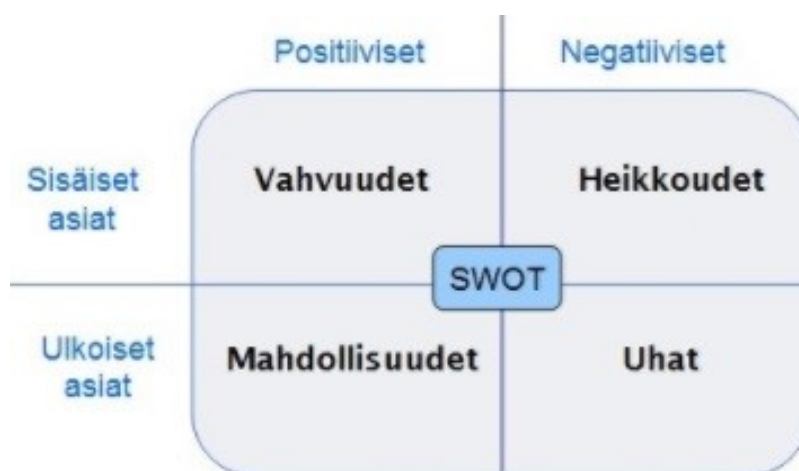 Positiiviset Negatiiviset
Sisäiset
asiat
Vahvuudet Heikkoudet
SWOT
Ulkoiset
asiat
Mahdollisuudet Uhat